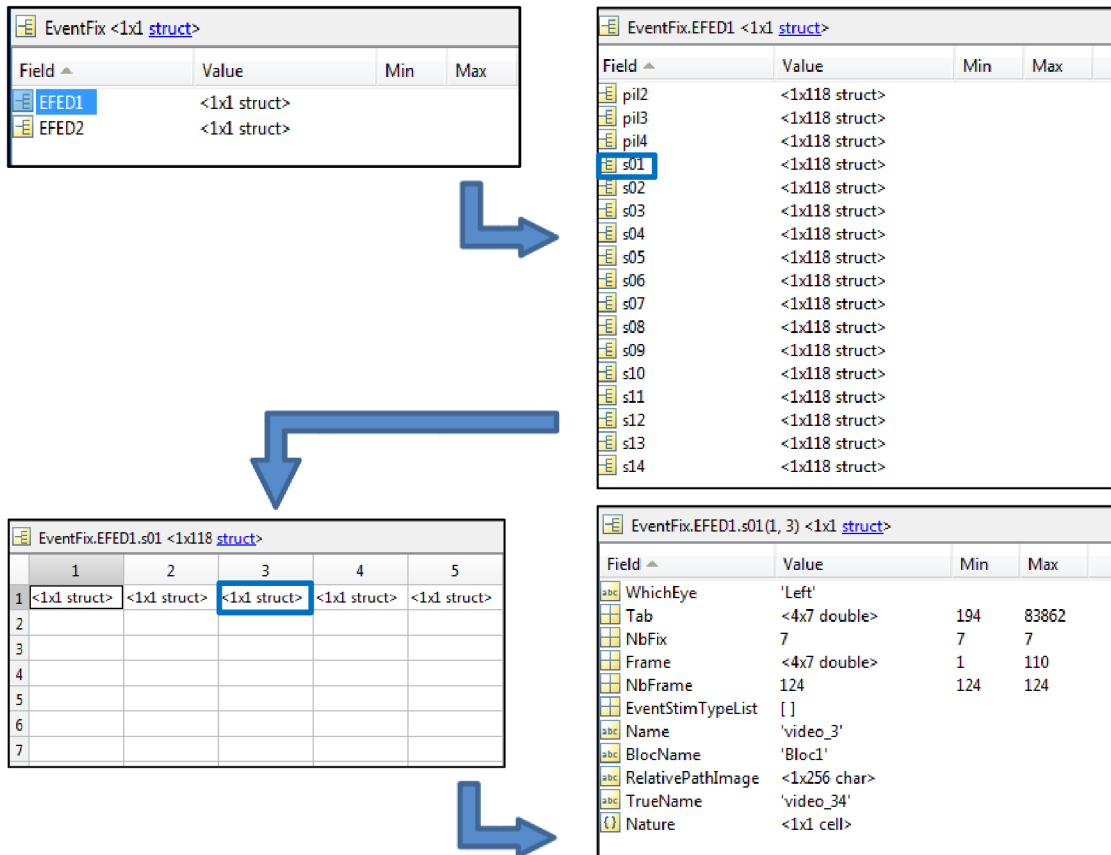 EventFix <1x1 struct>
Field Value Min Max
EFED1 <1x1 struct>
EFED2 <1x1 struct>
EventFix.EFED1 <1x1 struct>
Field Value Min Max
pil2 <1x118 struct>
pil3 <1x118 struct>
pil4 <1x118 struct>
s01 <1x118 struct>
s02 <1x118 struct>
s03 <1x118 struct>
s04 <1x118 struct>
s05 <1x118 struct>
s06 <1x118 struct>
s07 <1x118 struct>
s08 <1x118 struct>
s09 <1x118 struct>
s10 <1x118 struct>
s11 <1x118 struct>
s12 <1x118 struct>
s13 <1x118 struct>
s14 <1x118 struct>
EventFix.EFED1.s01 <1x118 struct>
1 2 3 4 5
1 <1x1 struct> <1x1 struct> <1x1 struct> <1x1 struct> <1x1 struct>
2
3
4
5
6
7
EventFix.EFED1.s01(1, 3) <1x1 struct>
Field Value Min Max
abc WhichEye 'Left'
Tab <4x7 double> 194 83862
NbFix 7 7 7
Frame <4x7 double> 1 110
NbFrame 124 124 124
EventStimTypeList [ ]
abc Name 'video_3'
abc BlocName 'Bloc1'
abc RelativePathImage <1x256 char>
abc TrueName 'video_34'
{} Nature <1x1 cell>